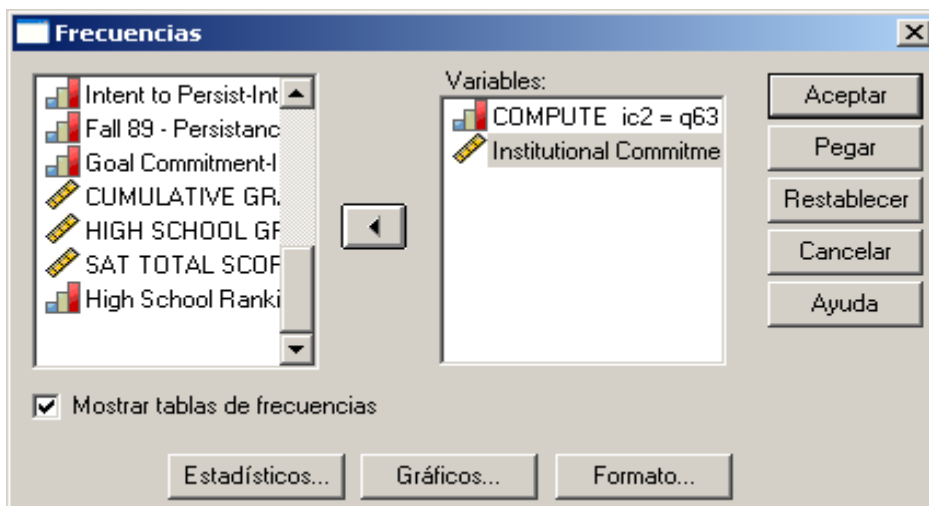 Frecuencias
Intent to Persist-Int
Fall 89 - Persistanc
Goal Commitment-I
CUMULATIVE GR.
HIGH SCHOOL GF
SAT TOTAL SCOF
High School Ranki
Variables:
COMPUTE ic2 = q63
Institutional Commitme
Aceptar
Pegar
Restablecer
Cancelar
Ayuda
Mostrar tablas de frecuencias
Estadísticos...
Gráficos...
Formato...